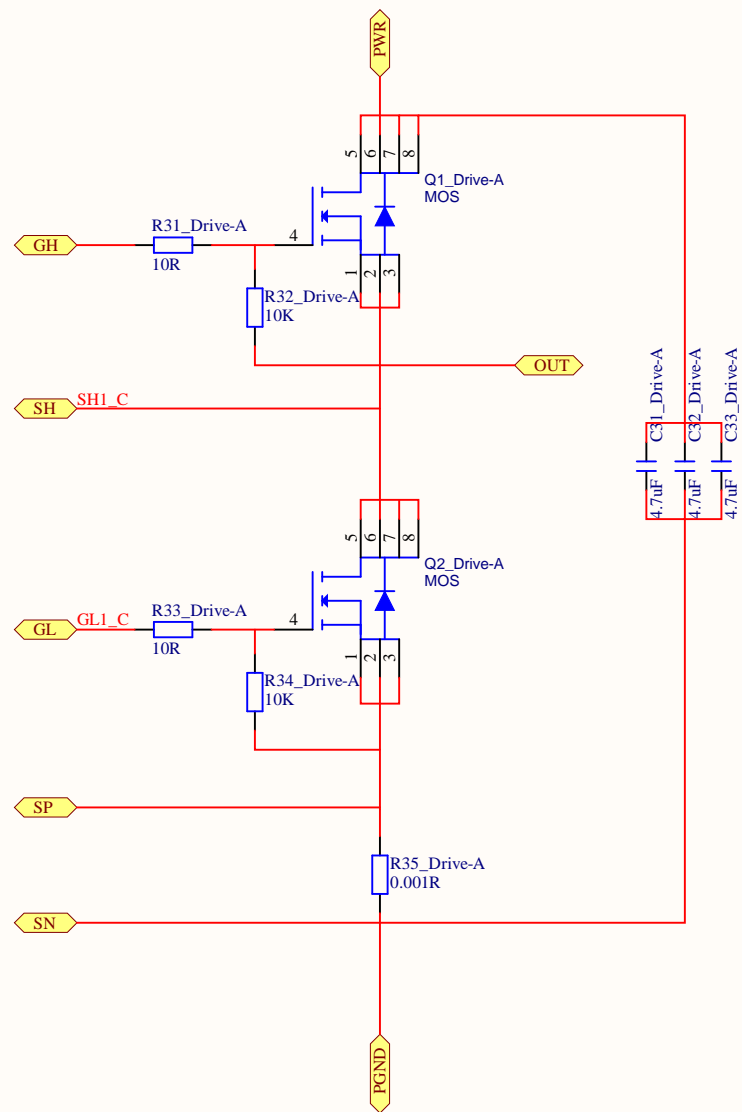 PWR
5
6
7
8
Q1_Drive-A
MOS
R31_Drive-A
GH
4
10R
1
2
3
R32_Drive-A
10K
OUT
SH
SH1_C
C31_Drive-A
C32_Drive-A
C33_Drive-A
4.7uF
4.7uF
4.7uF
5
6
7
8
Q2_Drive-A
MOS
R33_Drive-A
GL
GL1_C
4
10R
1
2
3
R34_Drive-A
10K
SP
R35_Drive-A
0.001R
SN
PGND